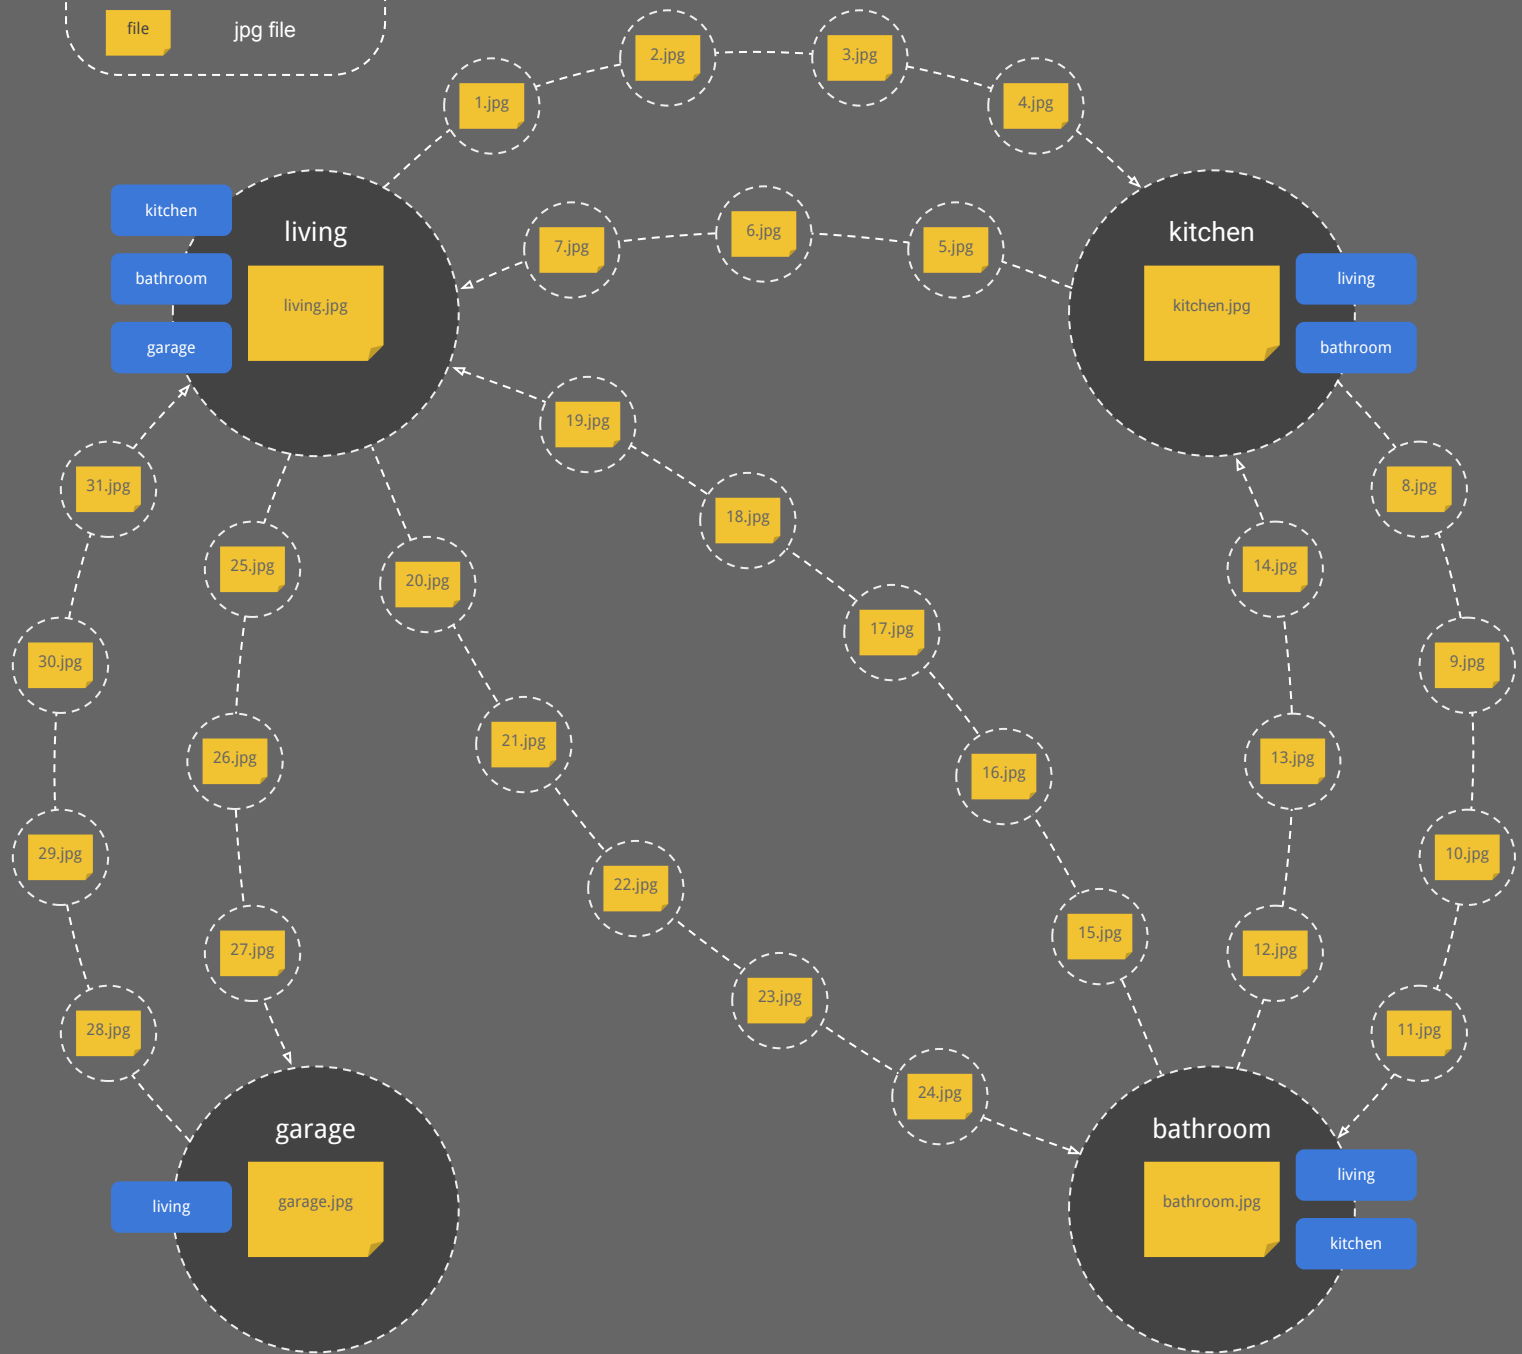 file
jpg file
1.jpg
2.jpg
3.jpg
4.jpg
living
living.jpg
kitchen
bathroom
garage
7.jpg
6.jpg
5.jpg
kitchen
kitchen.jpg
living
bathroom
19.jpg
18.jpg
17.jpg
16.jpg
15.jpg
31.jpg
30.jpg
29.jpg
28.jpg
25.jpg
26.jpg
27.jpg
20.jpg
21.jpg
22.jpg
23.jpg
24.jpg
14.jpg
13.jpg
12.jpg
8.jpg
9.jpg
10.jpg
11.jpg
garage
garage.jpg
living
bathroom
bathroom.jpg
living
kitchen